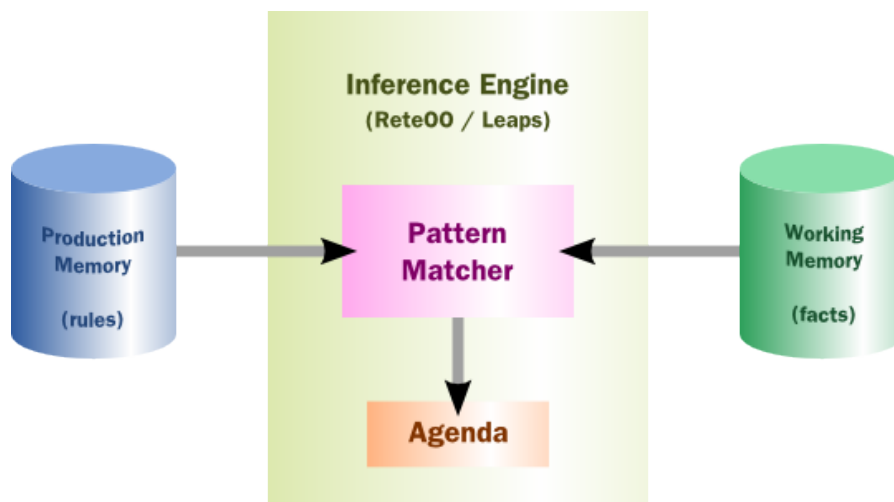 Inference Engine
(ReteOO / Leaps)
Production
Memory
(rules)
Pattern
Matcher
Working
Memory
(facts)
Agenda